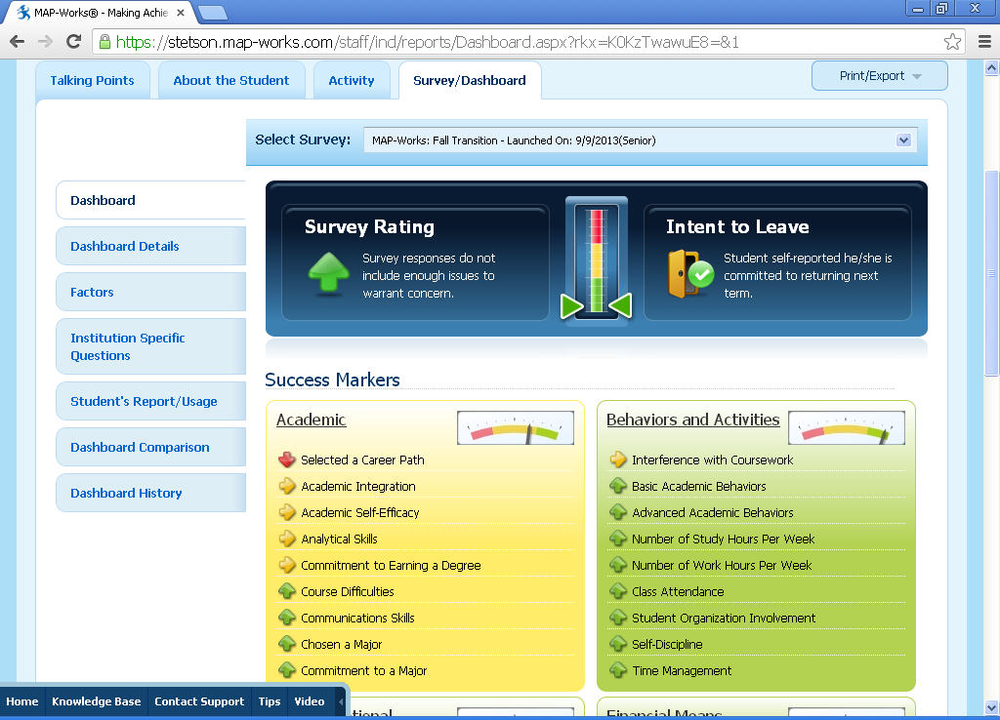 MAP-Works® - Making Achie
https://stetson.map-works.com/staff/ind/reports/Dashboard.aspx?rkx=K0KzTwawuE8=&1
Talking Points
About the Student
Activity
Survey/Dashboard
Print/Export
Select Survey:
MAP-Works: Fall Transition - Launched On: 9/9/2013(Senior)
Dashboard
Dashboard Details
Factors
Institution Specific
Questions
Student's Report/Usage
Dashboard Comparison
Dashboard History
Survey Rating
Survey responses do not
include enough issues to
warrant concern.
Intent to Leave
Student self-reported he/she is
committed to returning next
term.
Success Markers
Academic
Selected a Career Path
Academic Integration
Academic Self-Efficacy
Analytical Skills
Commitment to Earning a Degree
Course Difficulties
Communications Skills
Chosen a Major
Commitment to a Major
Behaviors and Activities
Interference with Coursework
Basic Academic Behaviors
Advanced Academic Behaviors
Number of Study Hours Per Week
Number of Work Hours Per Week
Class Attendance
Student Organization Involvement
Self-Discipline
Time Management
Financial Means
Home
Knowledge Base
Contact Support
Tips
Video